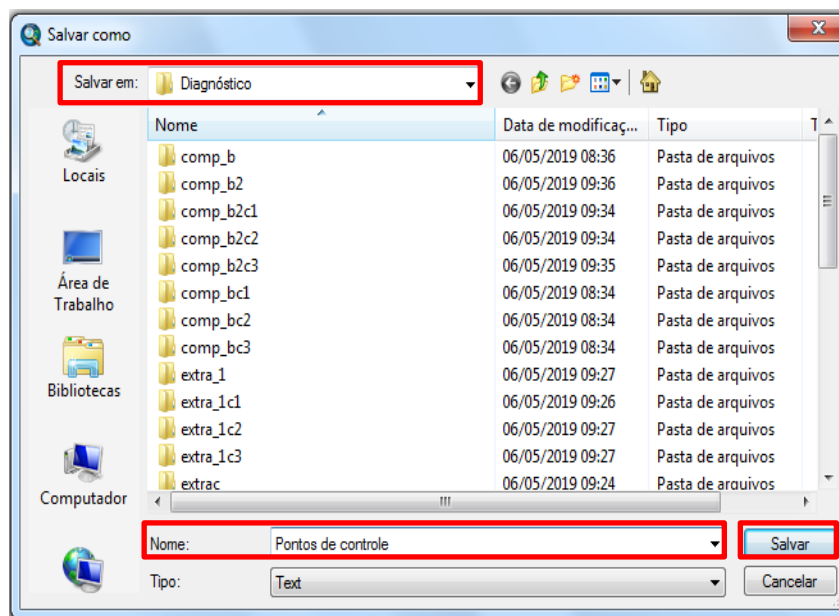 Salvar como
x
Salvar em: Diagnóstico
Nome Data de modificaç... Tipo T
comp_b 06/05/2019 08:36 Pasta de arquivos
comp_b2 06/05/2019 09:36 Pasta de arquivos
comp_b2c1 06/05/2019 09:34 Pasta de arquivos
comp_b2c2 06/05/2019 09:34 Pasta de arquivos
comp_b2c3 06/05/2019 09:35 Pasta de arquivos
comp_bc1 06/05/2019 08:34 Pasta de arquivos
comp_bc2 06/05/2019 08:34 Pasta de arquivos
comp_bc3 06/05/2019 08:34 Pasta de arquivos
extra_1 06/05/2019 09:27 Pasta de arquivos
extra_1c1 06/05/2019 09:26 Pasta de arquivos
extra_1c2 06/05/2019 09:27 Pasta de arquivos
extra_1c3 06/05/2019 09:27 Pasta de arquivos
extrac 06/05/2019 09:24 Pasta de arquivos
Locais
Área de
Trabalho
Bibliotecas
Computador
Nome: Pontos de controle Salvar
Tipo: Text Cancelar